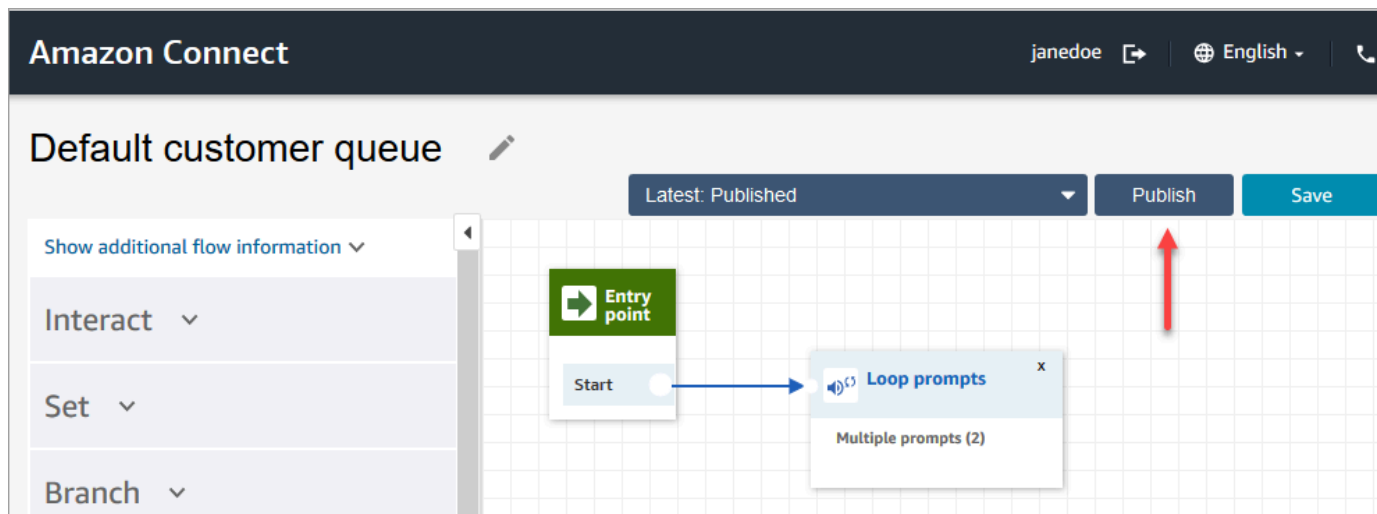 Amazon Connect
janedoe
English
Default customer queue
Latest: Published
Publish
Save
Show additional flow information
Interact
Set
Branch
Entry
point
Start
Loop prompts
x
Multiple prompts (2)